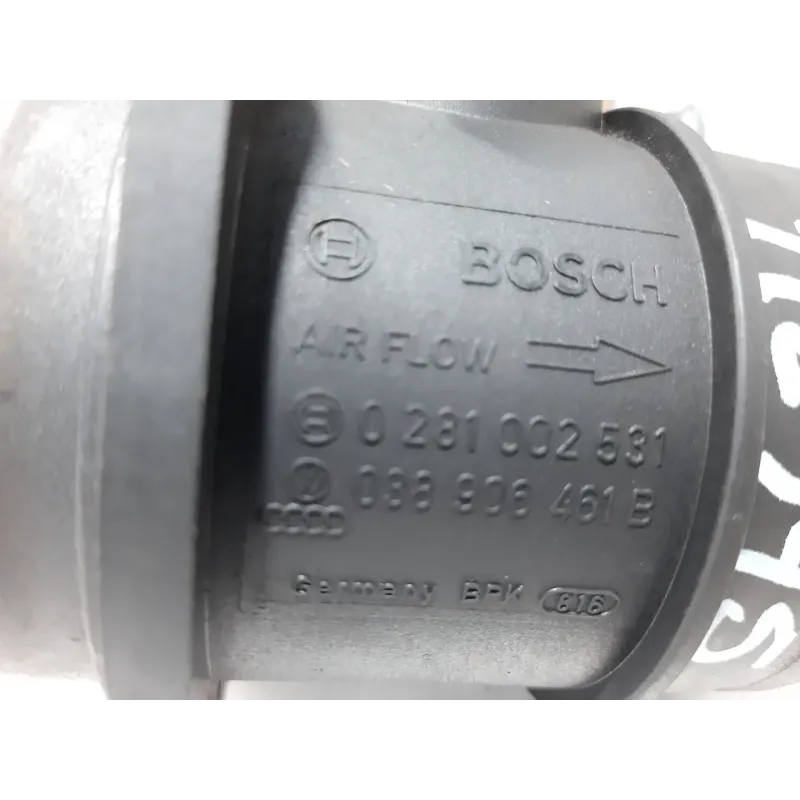 BOSCH
AIR FLOW
0 281 002 531
038 906 461 B
Germany BPK 816